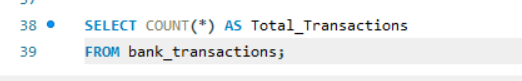 38 SELECT COUNT(*) AS Total_Transactions
39 FROM bank_transactions;